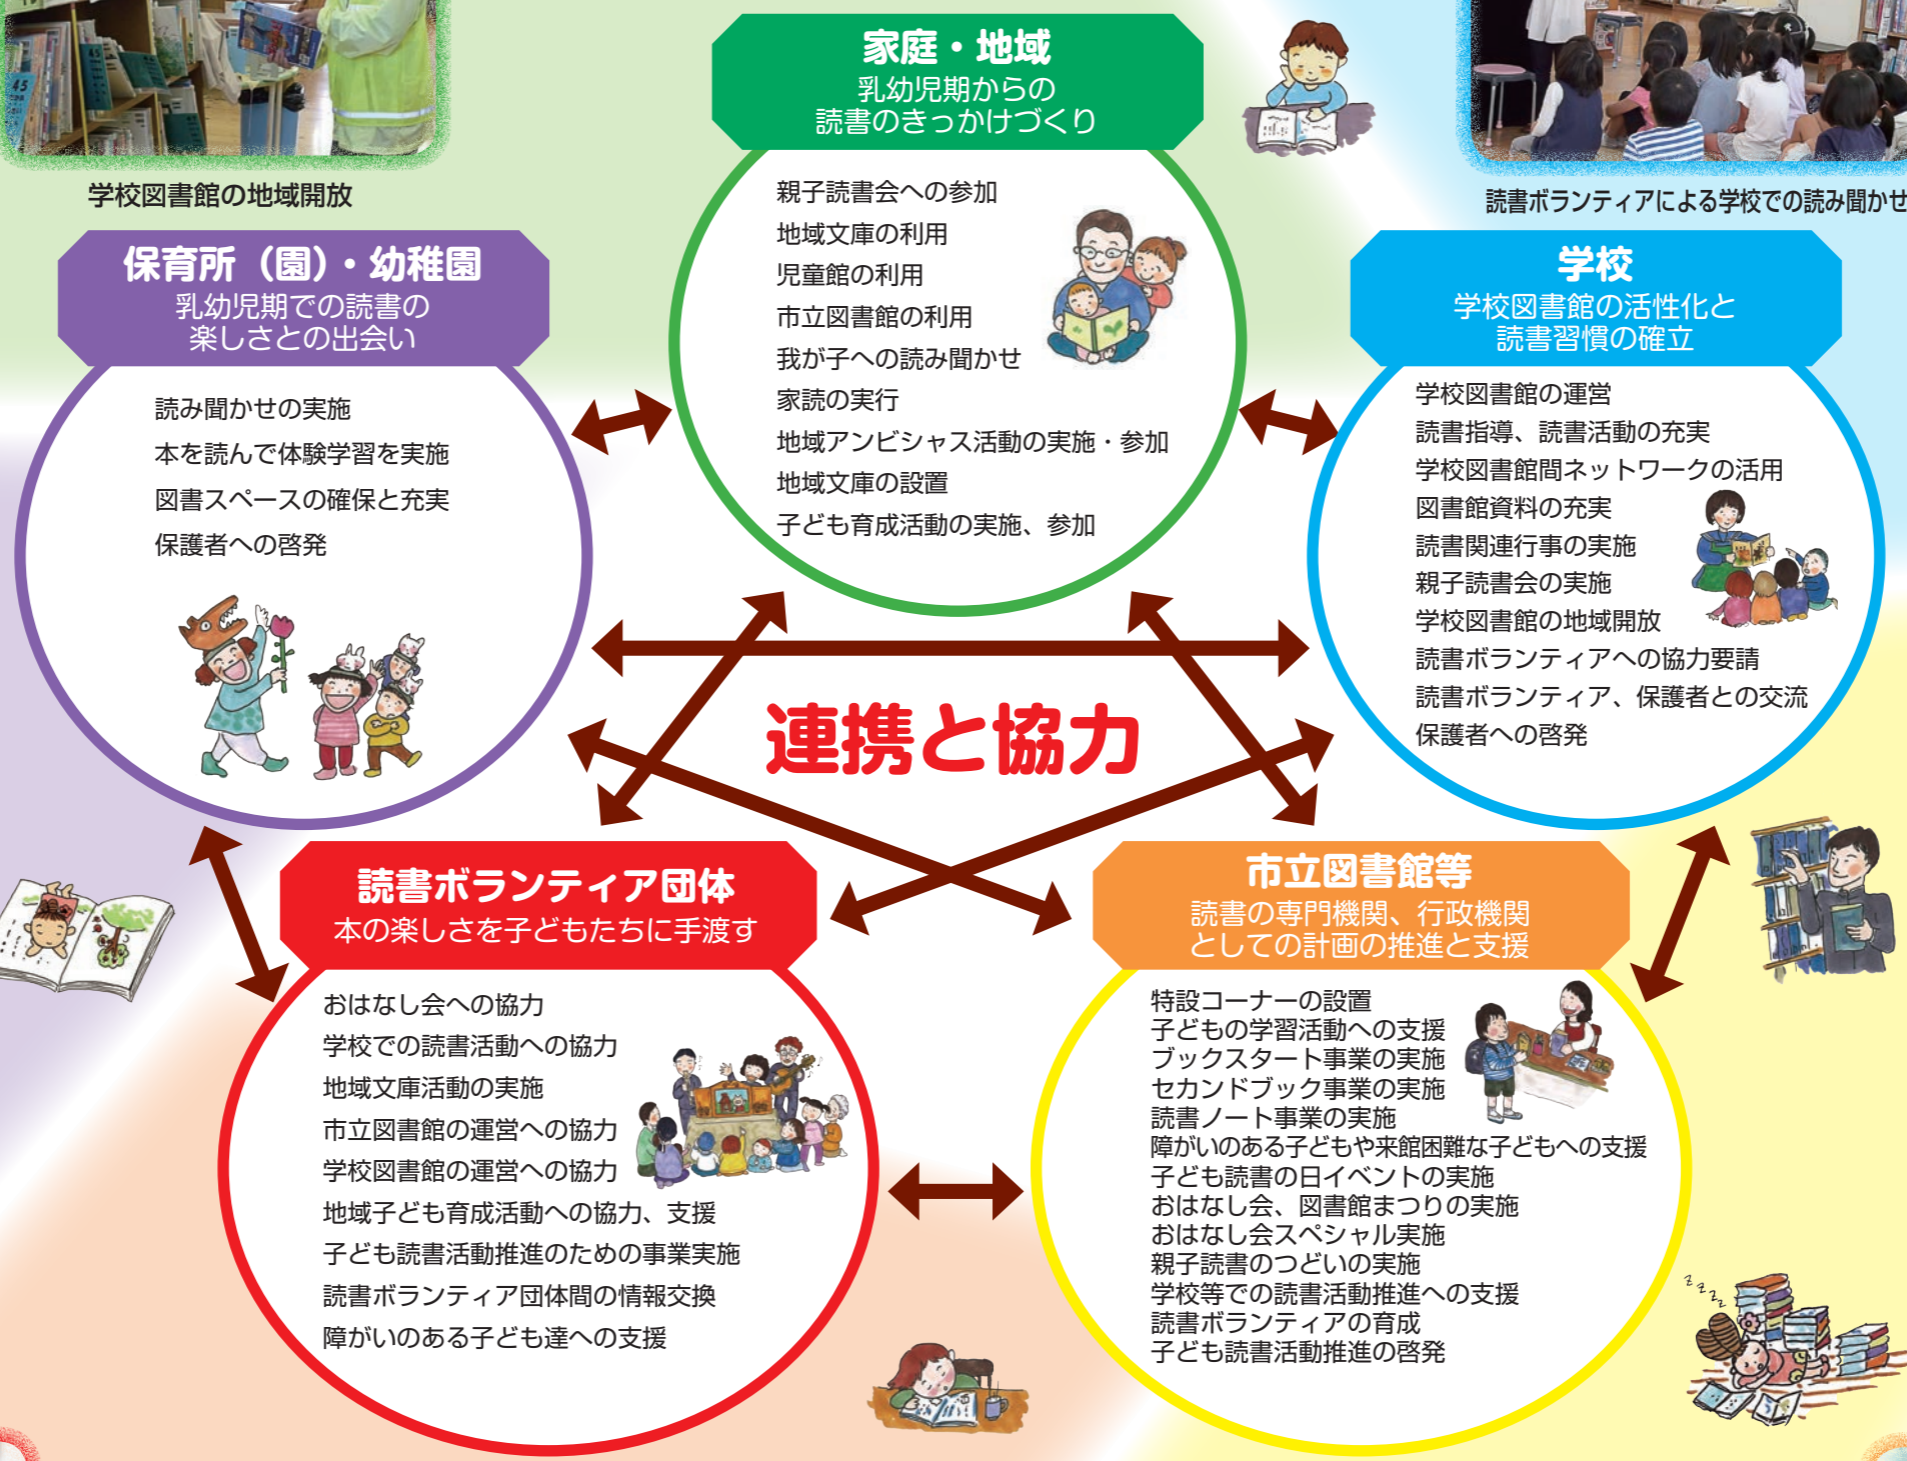 学校図書館の地域開放
読書ボランティアによる学校での読み聞かせ
家庭・地域
乳幼児期からの
読書のきっかけづくり
親子読書会への参加
地域文庫の利用
児童館の利用
市立図書館の利用
我が子への読み聞かせ
家読の実行
地域アンビシャス活動の実施・参加
地域文庫の設置
子ども育成活動の実施、参加
保育所（園）・幼稚園
乳幼児期での読書の
楽しさとの出会い
読み聞かせの実施
本を読んで体験学習を実施
図書スペースの確保と充実
保護者への啓発
学校
学校図書館の活性化と
読書習慣の確立
学校図書館の運営
読書指導、読書活動の充実
学校図書館間ネットワークの活用
図書館資料の充実
読書関連行事の実施
親子読書会の実施
学校図書館の地域開放
読書ボランティアへの協力要請
読書ボランティア、保護者との交流
保護者への啓発
連携と協力
読書ボランティア団体
本の楽しさを子どもたちに手渡す
おはなし会への協力
学校での読書活動への協力
地域文庫活動の実施
市立図書館の運営への協力
学校図書館の運営への協力
地域子ども育成活動への協力、支援
子ども読書活動推進のための事業実施
読書ボランティア団体間の情報交換
障がいのある子ども達への支援
市立図書館等
読書の専門機関、行政機関
としての計画の推進と支援
特設コーナーの設置
子どもの学習活動への支援
ブックスタート事業の実施
セカンドブック事業の実施
読書ノート事業の実施
障がいのある子どもや来館困難な子どもへの支援
子ども読書の日イベントの実施
おはなし会、図書館まつりの実施
おはなし会スペシャル実施
親子読書のつどいの実施
学校等での読書活動推進への支援
読書ボランティアの育成
子ども読書活動推進の啓発
zzzz